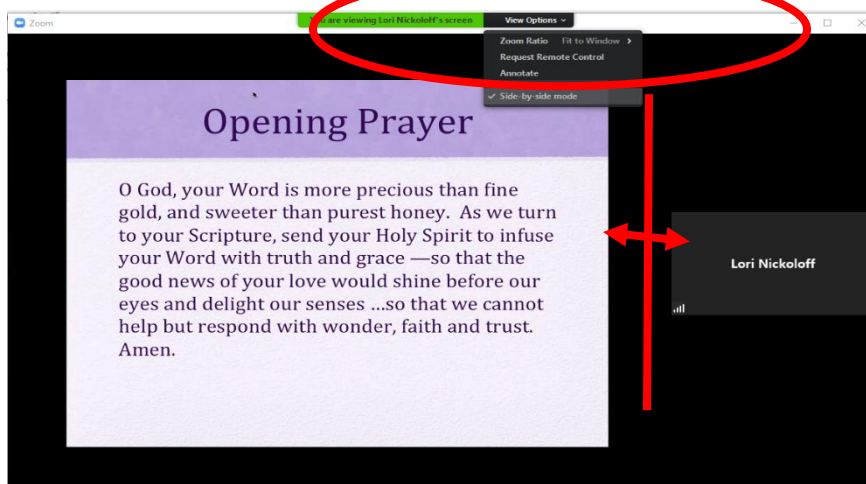 Zoom
You are viewing Lori Nickoloff's screen View Options
Zoom Ratio Fit to Window
Request Remote Control
Annotate
Side-by-side mode
Opening Prayer
O God, your Word is more precious than fine
gold, and sweeter than purest honey.  As we turn
to your Scripture, send your Holy Spirit to infuse
your Word with truth and grace —so that the
good news of your love would shine before our
eyes and delight our senses ...so that we cannot
help but respond with wonder, faith and trust.
Amen.
Lori Nickoloff